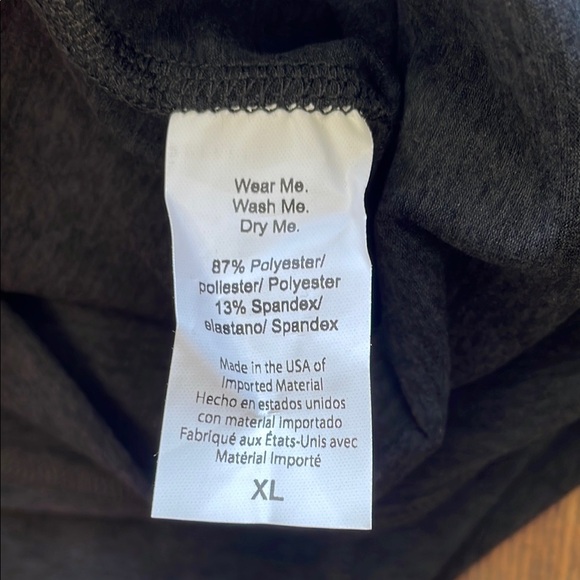 Wear Me.
Wash Me.
Dry Me.
87% Polyester/
poliester/ Polyester
13% Spandex/
elastano/ Spandex
Made in the USA of
Imported Material
Hecho en estados unidos
con material importado
Fabriqué aux États-Unis avec
Matérial Importé
XL